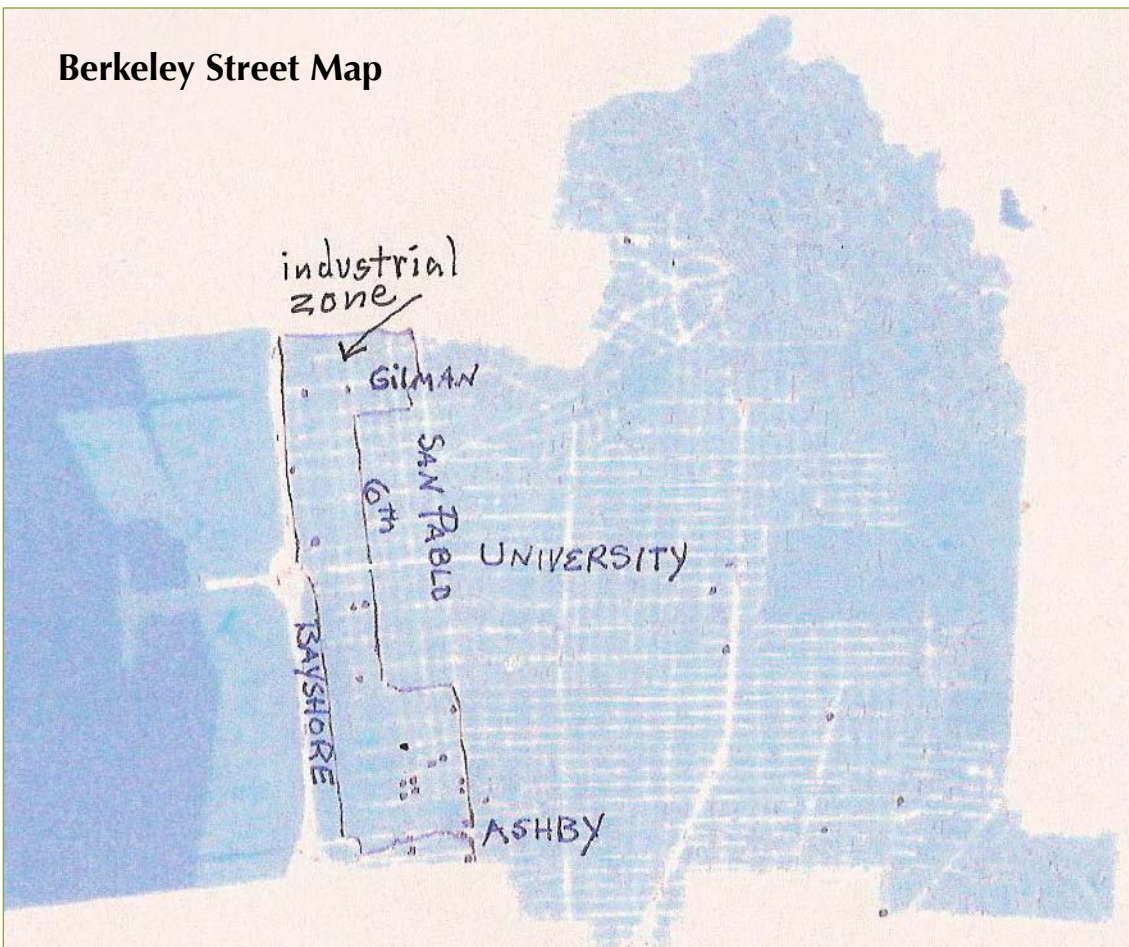 Berkeley Street Map
industrial
zone
GilMAN
SAN PABLO
6th
UNIVERSITY
BAYSHORE
ASHBY